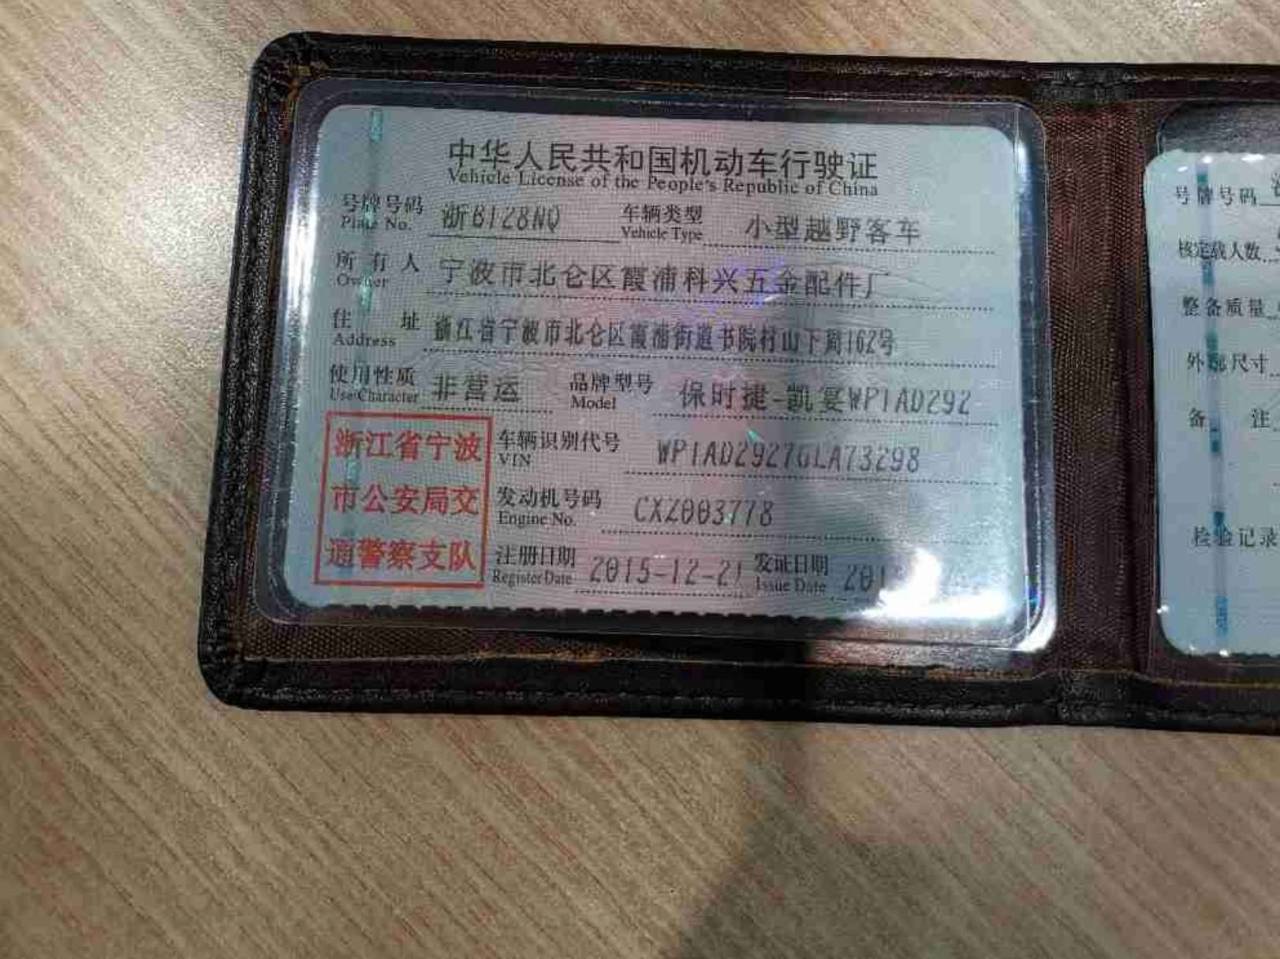 中华人民共和国机动车行驶证
Vehicle License of the People's Republic of China
号牌号码 浙B128NQ 车辆类型 小型越野客车
Plate No. Vehicle Type
所有人 宁波市北仑区霞浦科兴五金配件厂
Owner
住址 浙江省宁波市北仑区霞浦街道书院村山下周162号
Address
使用性质 非营运 品牌型号 保时捷-凯宴WP1AD292
Use Character Model
浙江省宁波
市公安局交
通警察支队
车辆识别代号 WP1AD2927GLA73298
VIN
发动机号码 CXZ003778
Engine No.
注册日期 2015-12-21 发证日期
Register Date Issue Date
号牌号码
核定载人数
整备质量
外廓尺寸
备注
检验记录